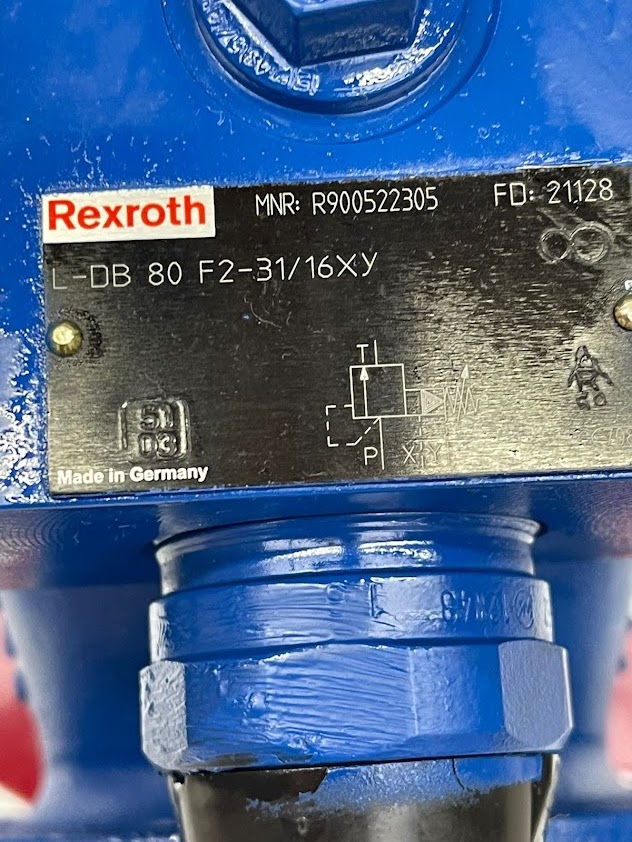 Rexroth MNR: R900522305 FD: 21128
L-DB 80 F2-31/16XY
T
51
03
P X Y
Made in Germany